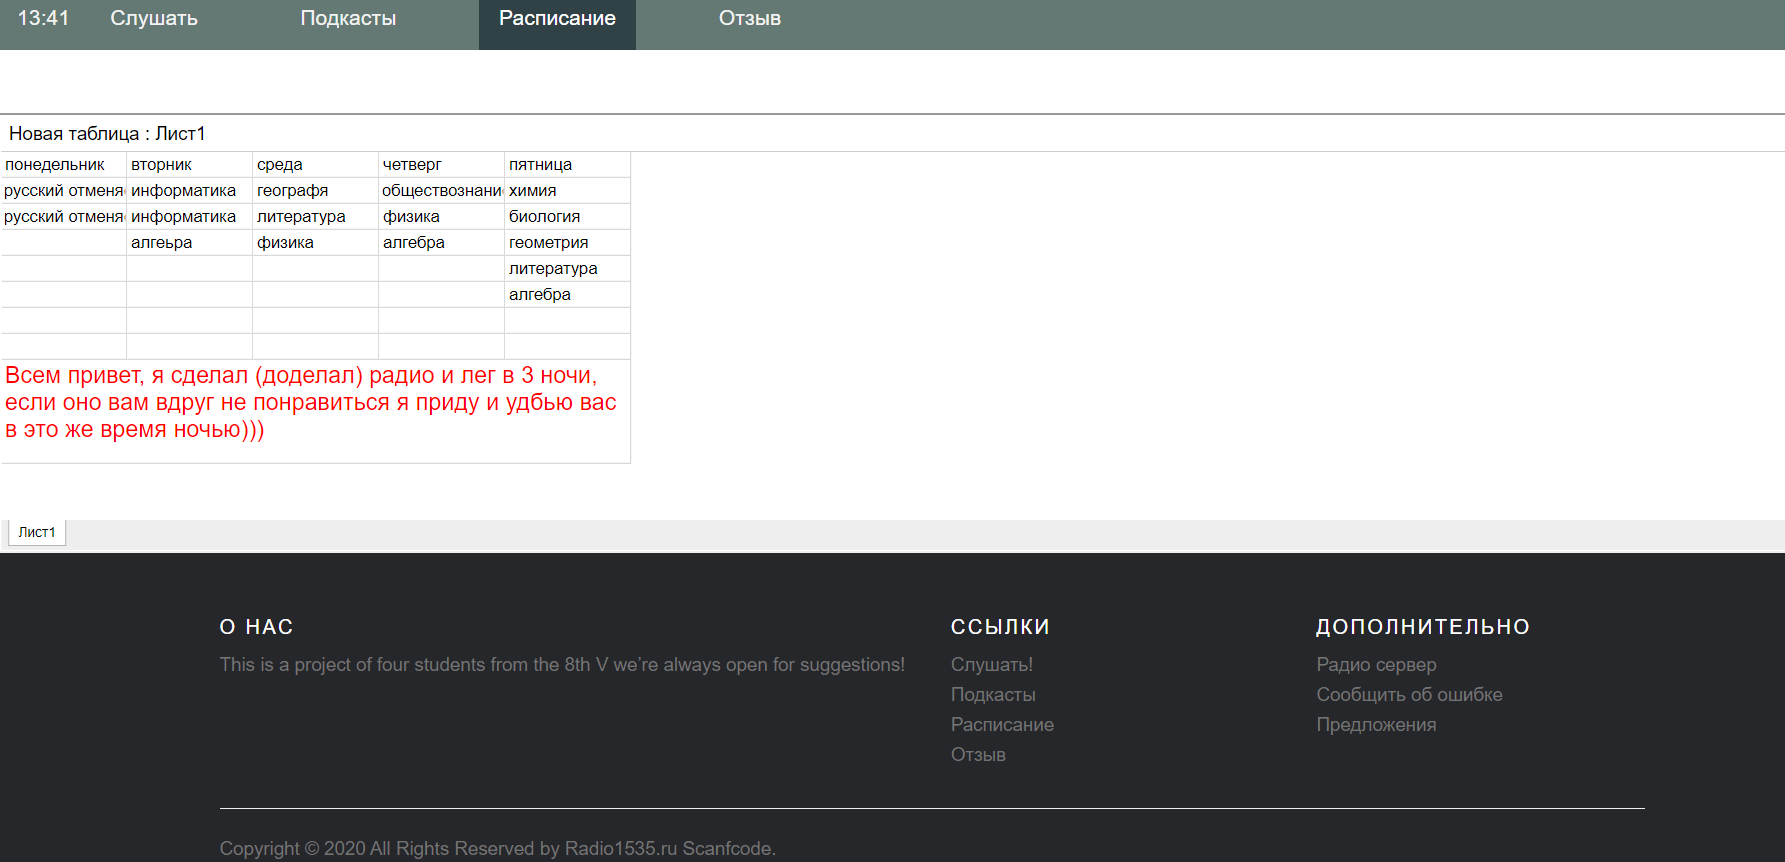 13:41 Слушать Подкасты Расписание Отзыв
Новая таблица : Лист1
понедельник вторник среда четверг пятница
русский отменя информатика географя обществознани химия
русский отменя информатика литература физика биология
алгеьра физика алгебра геометрия
литература
алгебра
Всем привет, я сделал (доделал) радио и лег в 3 ночи,
если оно вам вдруг не понравиться я приду и удбью вас
в это же время ночью)))
Лист1
О НАС
This is a project of four students from the 8th V we’re always open for suggestions!
ССЫЛКИ
Слушать!
Подкасты
Расписание
Отзыв
ДОПОЛНИТЕЛЬНО
Радио сервер
Сообщить об ошибке
Предложения
Copyright © 2020 All Rights Reserved by Radio1535.ru Scanfcode.